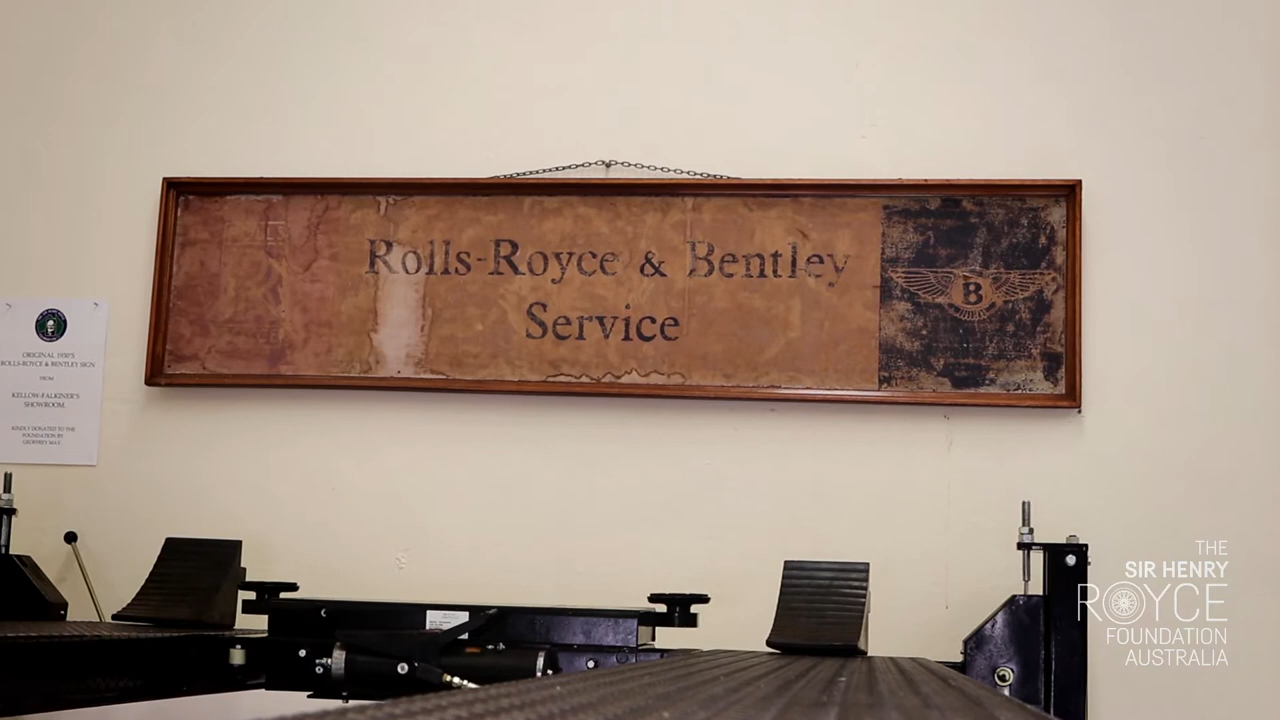 Rolls-Royce & Bentley
Service
B
ORIGINAL 1930'S
ROLLS-ROYCE & BENTLEY SIGN
FROM
KELLOW-FALKINER'S
SHOWROOM.
KINDLY DONATED TO THE
FOUNDATION BY
THE
SIR HENRY
ROYCE
FOUNDATION
AUSTRALIA